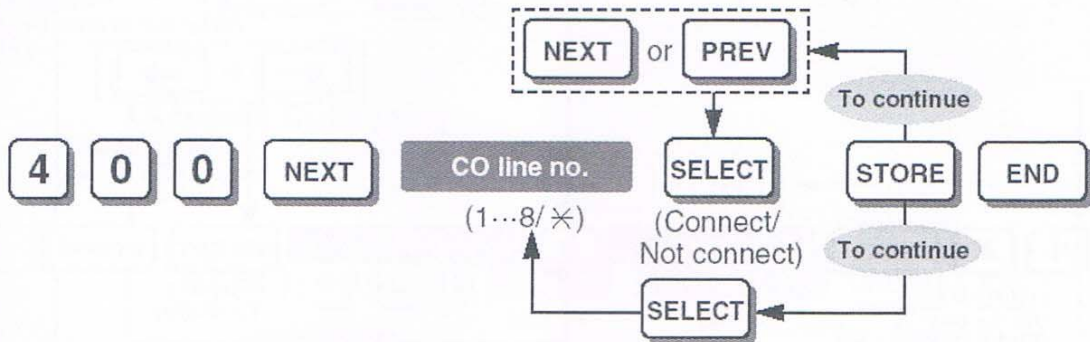 NEXT or PREV
To continue
4 0 0 NEXT CO line no. SELECT STORE END
(1···8/ ✕) (Connect/
Not connect) To continue
SELECT